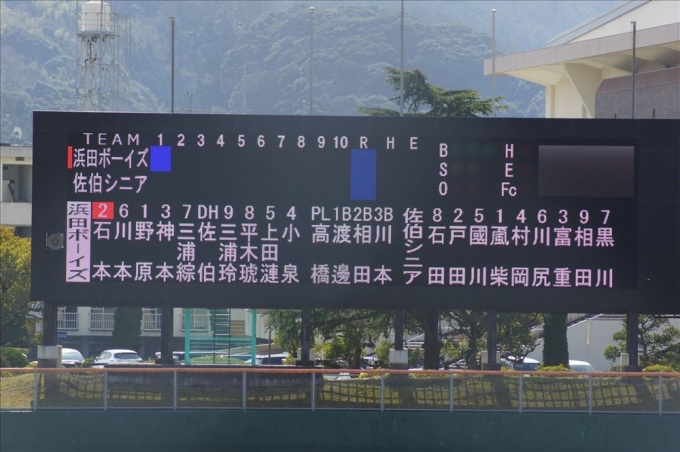 TEAM 1 2 3 4 5 6 7 8 9 10 R H E
浜田ボーイズ
佐伯シニア
B H
S E
O Fc
浜田ボーイズ
2 石本
6 川本
1 野原
3 神本
7 三浦綜
DH 佐伯
9 三浦玲
8 平木琥
5 上田漣
4 小泉
PL 高橋
1B 渡邊
2B 相田
3B 川本
佐伯シニア
8 石田
2 戸田
5 國川
1 柴
4 村岡
6 川尻
3 富重
9 相田
7 黒川